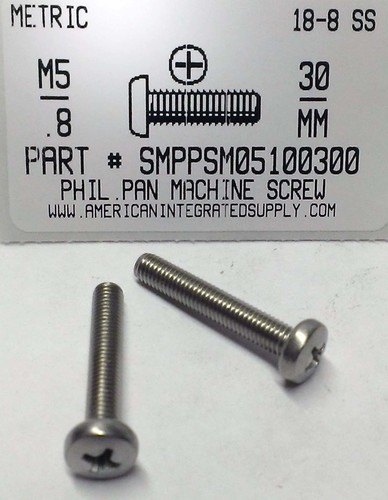 METRIC 18-8 SS
M5 30
.8 MM
PART # SMPPSM05100300
PHIL.PAN MACHINE SCREW
WWW.AMERICANINTEGRATEDSUPPLY.COM